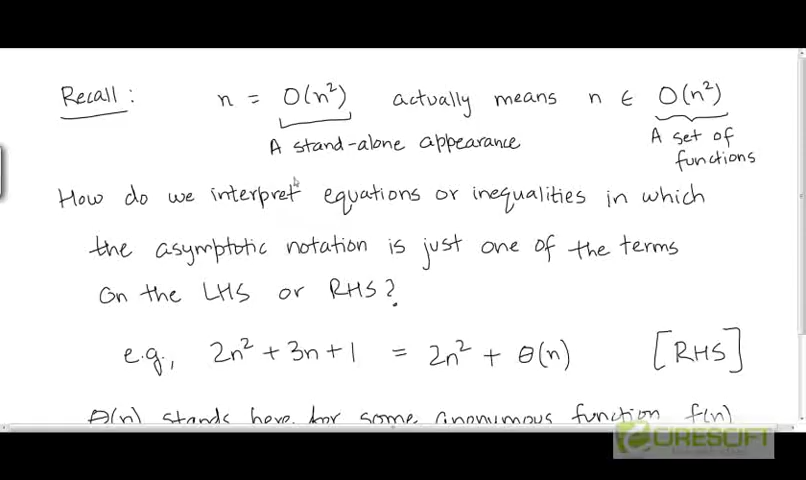 Recall: n = O(n²) actually means n ∈ O(n²)
A stand-alone appearance A set of functions
How do we interpret equations or inequalities in which
the asymptotic notation is just one of the terms
on the LHS or RHS?
e.g., 2n² + 3n + 1 = 2n² + θ(n) [RHS]
θ(n) stands here for some anonymous function f(n)
CIRESOFT